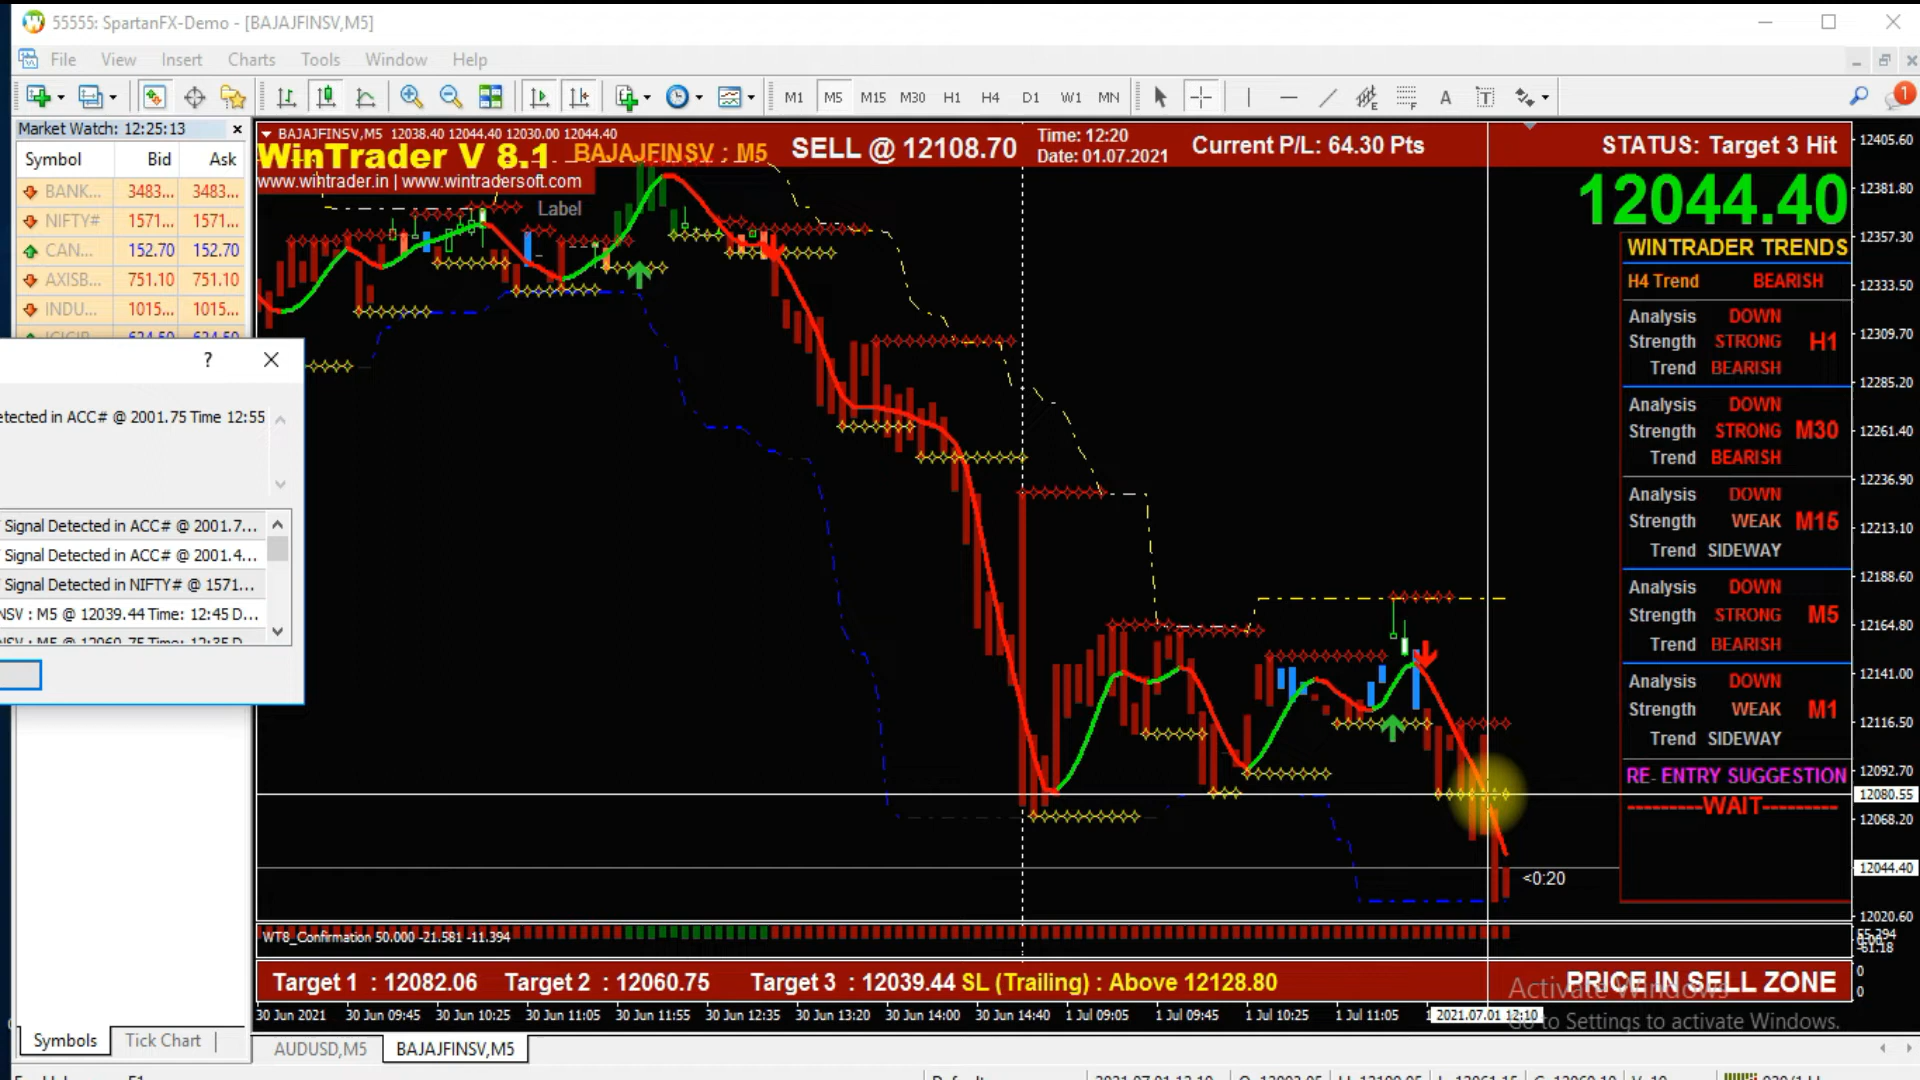 55555: SpartanFX-Demo - [BAJAJFINSV,M5]
File View Insert Charts Tools Window Help
M1 M5 M15 M30 H1 H4 D1 W1 MN
1
Market Watch: 12:25:13
Symbol Bid Ask
BANK... 3483... 3483...
NIFTY# 1571... 1571...
CAN... 152.70 152.70
AXISB... 751.10 751.10
INDU... 1015... 1015...
?
etected in ACC# @ 2001.75 Time 12:55
Signal Detected in ACC# @ 2001.7...
Signal Detected in ACC# @ 2001.4...
Signal Detected in NIFTY# @ 1571...
NSV : M5 @ 12039.44 Time: 12:45 D...
NSV : M5 @ 12060.75 Time: 12:35 D
Symbols Tick Chart
BAJAJFINSV,M5 12038.40 12044.40 12030.00 12044.40
WinTrader V 8.1 BAJAJFINSV : M5 SELL @ 12108.70
Time: 12:20
Date: 01.07.2021
Current P/L: 64.30 Pts
STATUS: Target 3 Hit
www.wintrader.in | www.wintradersoft.com
Label
12044.40
WINTRADER TRENDS
H4 Trend BEARISH
Analysis DOWN
Strength STRONG H1
Trend BEARISH
Analysis DOWN
Strength STRONG M30
Trend BEARISH
Analysis DOWN
Strength WEAK M15
Trend SIDEWAY
Analysis DOWN
Strength STRONG M5
Trend BEARISH
Analysis DOWN
Strength WEAK M1
Trend SIDEWAY
RE- ENTRY SUGGESTION
---------WAIT---------
<0:20
12405.60
12381.80
12357.30
12333.50
12309.70
12285.20
12261.40
12236.90
12213.10
12188.60
12164.80
12141.00
12116.50
12092.70
12080.55
12068.20
12044.40
12020.60
WT8_Confirmation 50.000 -21.581 -11.394
0
0
Target 1 : 12082.06 Target 2 : 12060.75 Target 3 : 12039.44 SL (Trailing) : Above 12128.80
PRICE IN SELL ZONE
Activate Windows
Go to Settings to activate Windows.
30 Jun 2021 30 Jun 09:45 30 Jun 10:25 30 Jun 11:05 30 Jun 11:55 30 Jun 12:35 30 Jun 13:20 30 Jun 14:00 30 Jun 14:40 1 Jul 09:05 1 Jul 09:45 1 Jul 10:25 1 Jul 11:05 2021.07.01 12:10
AUDUSD,M5 BAJAJFINSV,M5